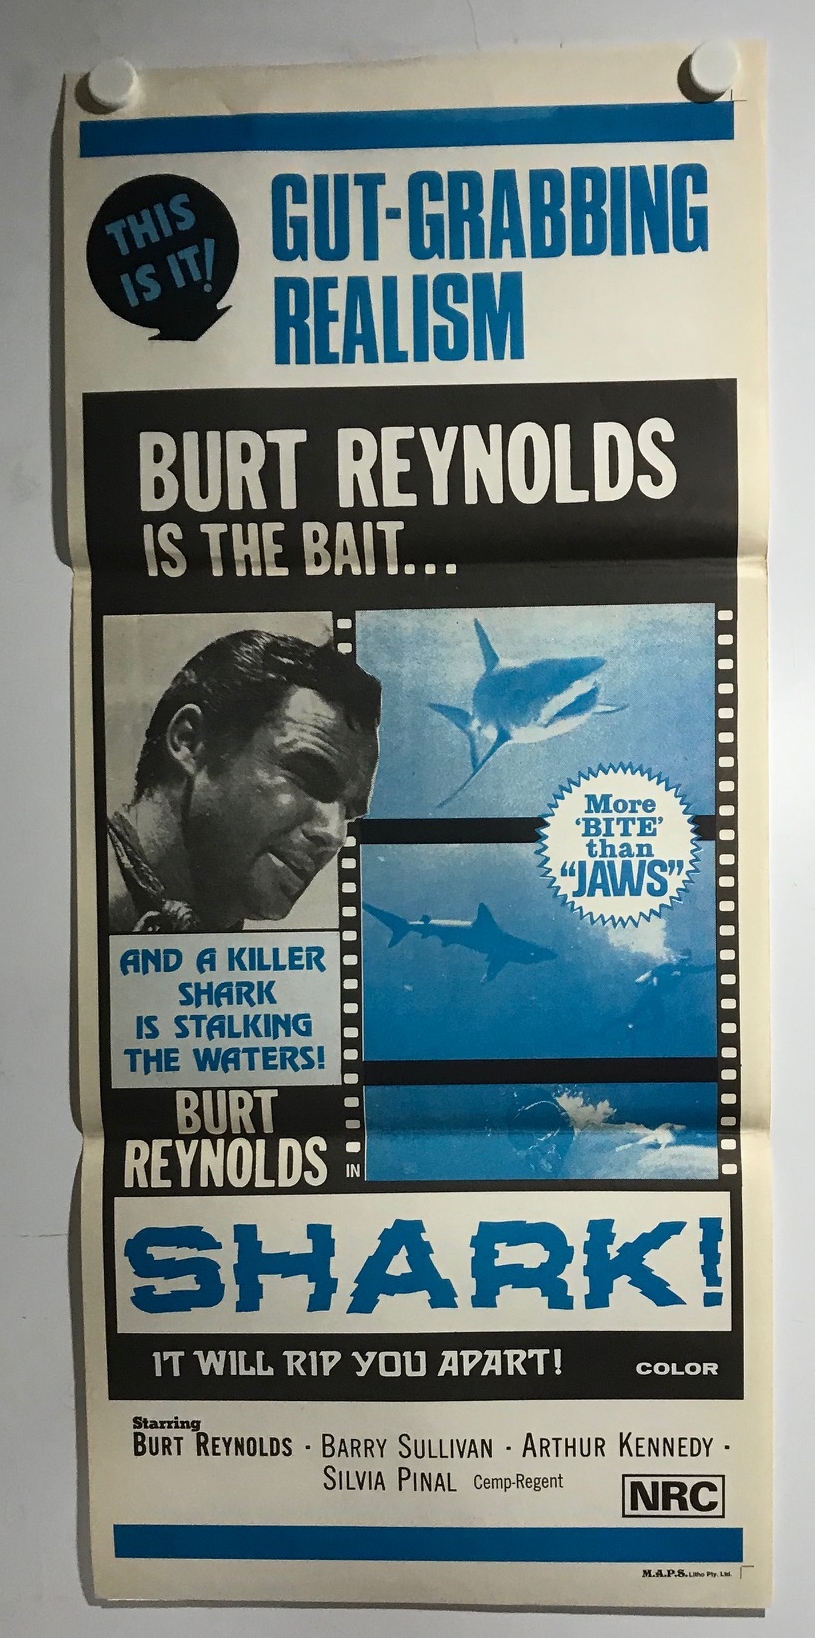 THIS
IS IT!
GUT-GRABBING
REALISM
BURT REYNOLDS
IS THE BAIT...
More
'BITE'
than
"JAWS"
AND A KILLER
SHARK
IS STALKING
THE WATERS!
BURT
REYNOLDS IN
SHARK!
IT WILL RIP YOU APART!
COLOR
Starring
BURT REYNOLDS · BARRY SULLIVAN · ARTHUR KENNEDY ·
SILVIA PINAL Cemp-Regent
NRC
M.A.P.S. Litho Pty. Ltd.